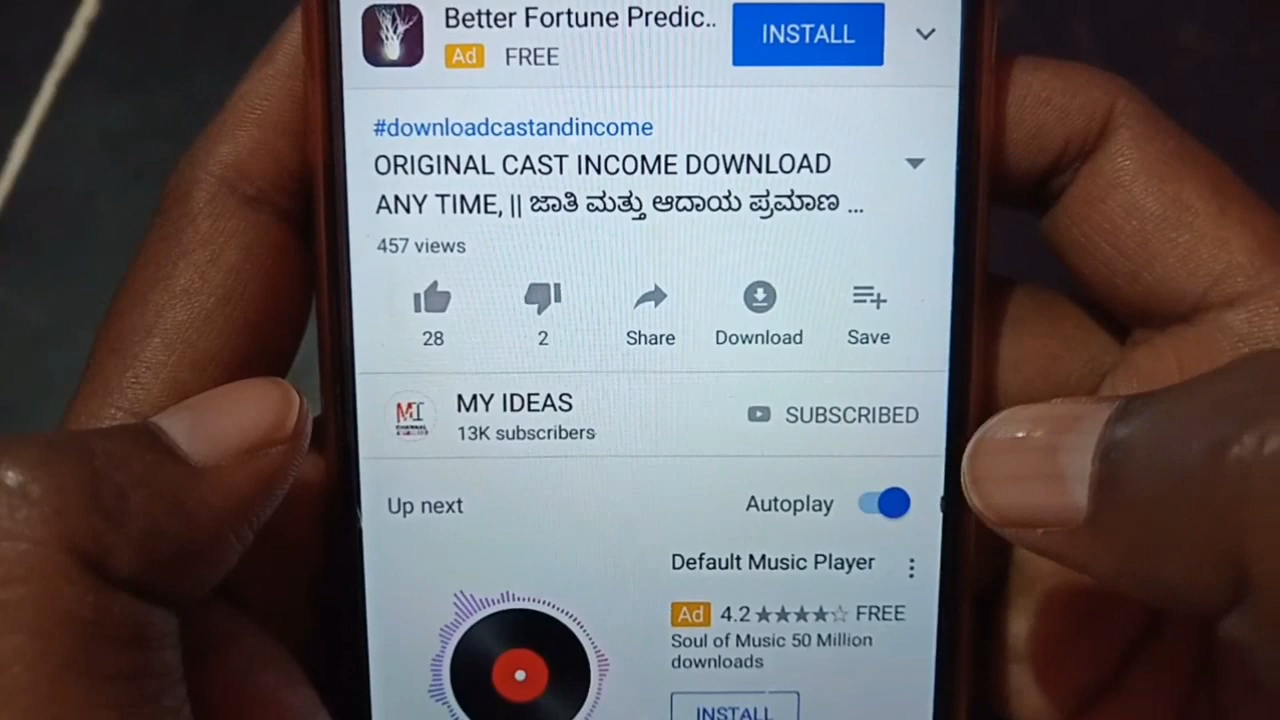 Better Fortune Predic..
INSTALL
Ad FREE
#downloadcastandincome
ORIGINAL CAST INCOME DOWNLOAD
ANY TIME, || ಜಾತಿ ಮತ್ತು ಆದಾಯ ಪ್ರಮಾಣ ...
457 views
28
2
Share
Download
Save
MI
MY IDEAS
13K subscribers
SUBSCRIBED
Up next
Autoplay
Default Music Player
Ad 4.2 ★★★★☆ FREE
Soul of Music 50 Million
downloads
INSTALL